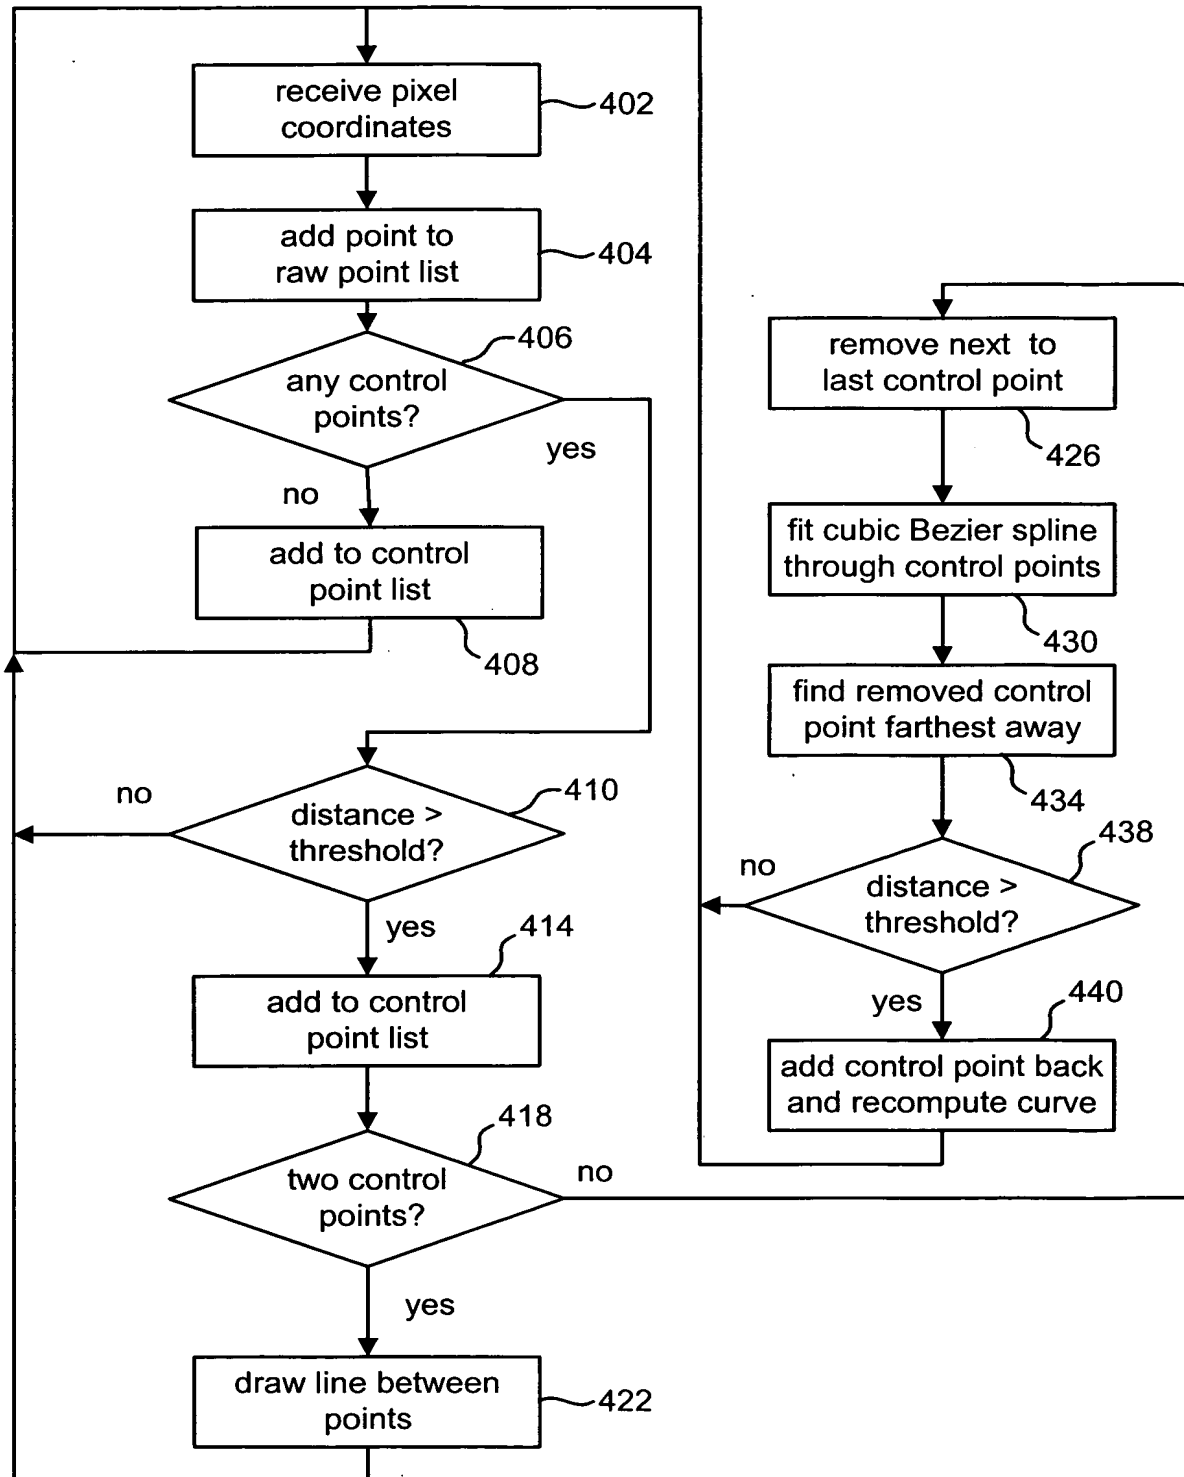 receive pixel
coordinates
402
add point to
raw point list
404
406
any control
points?
yes
no
add to control
point list
408
no
410
distance >
threshold?
yes
414
add to control
point list
418
two control
points?
no
yes
draw line between
points
422
remove next to
last control point
426
fit cubic Bezier spline
through control points
430
find removed control
point farthest away
434
438
no
distance >
threshold?
yes
440
add control point back
and recompute curve